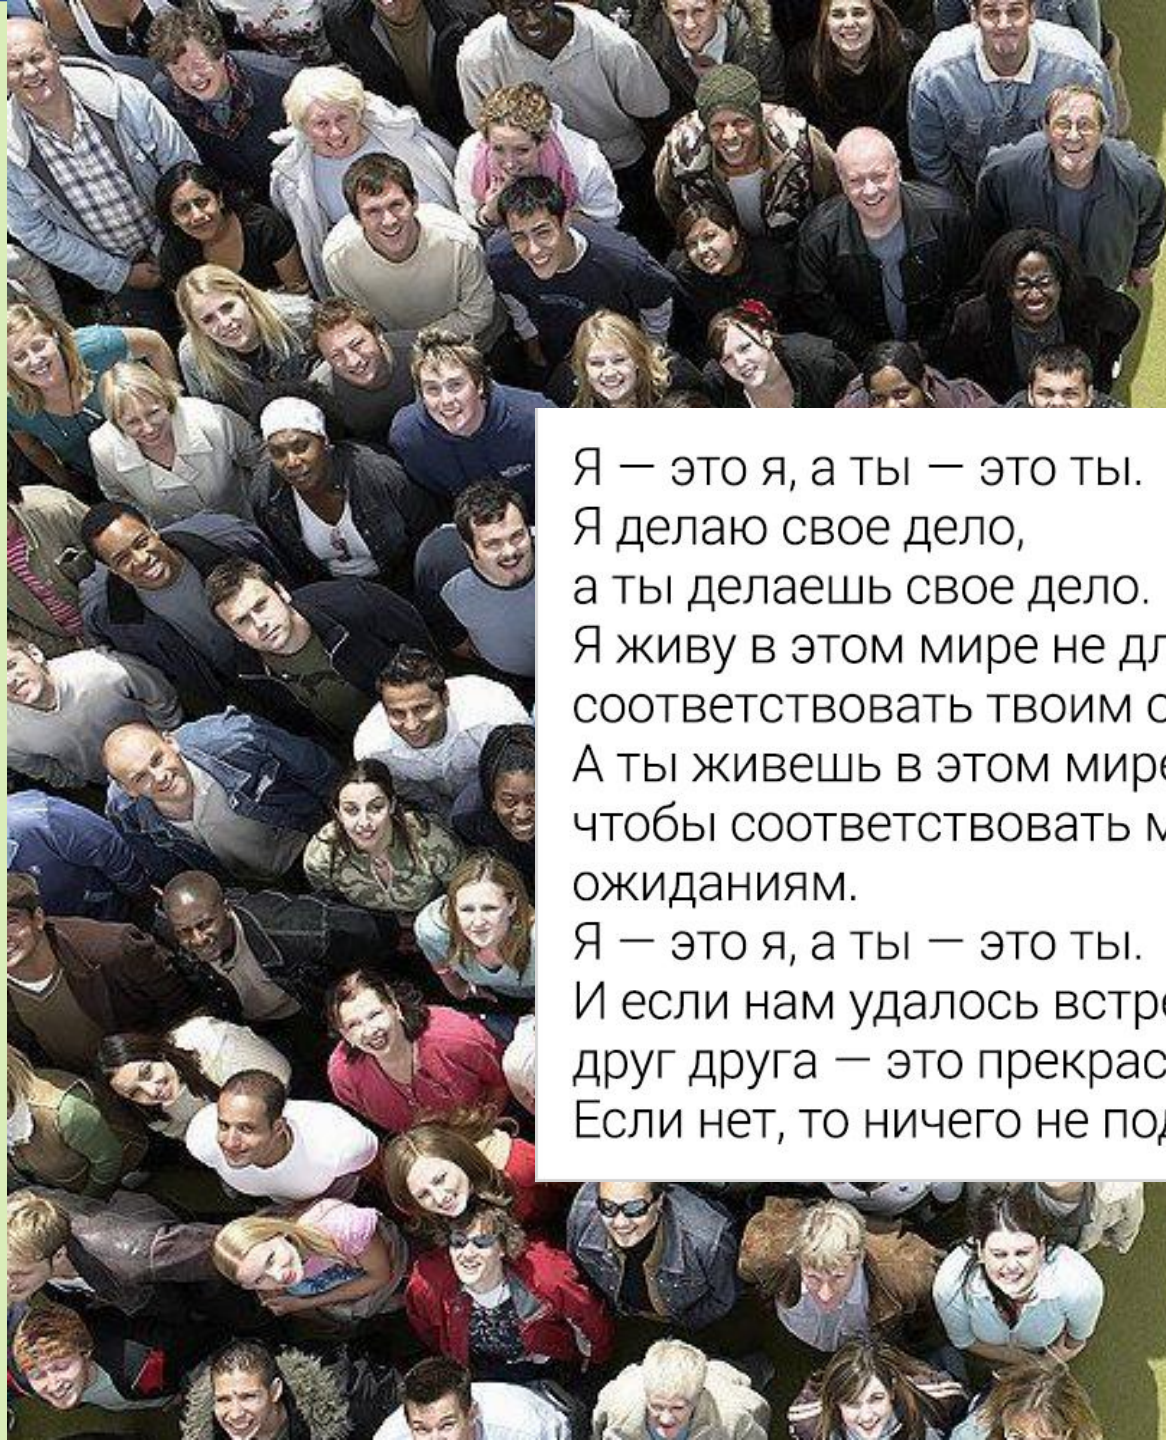 Я — это я, а ты — это ты.
Я делаю свое дело,
а ты делаешь свое дело.
Я живу в этом мире не
соответствовать твоим
А ты живешь в этом мире
чтобы соответствовать
ожиданиям.
Я — это я, а ты — это ты.
И если нам удалось
друг друга — это
Если нет, то ничего не